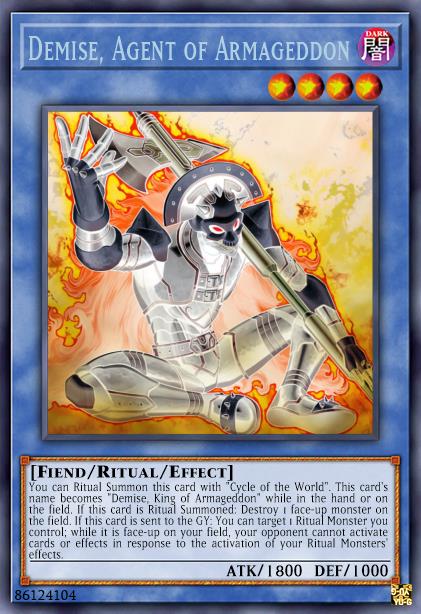 Demise, Agent of Armageddon
DARK
闇
[Fiend/Ritual/Effect]
You can Ritual Summon this card with "Cycle of the World". This card's
name becomes "Demise, King of Armageddon" while in the hand or on
the field. If this card is Ritual Summoned: Destroy 1 face-up monster on
the field. If this card is sent to the GY: You can target 1 Ritual Monster you
control; while it is face-up on your field, your opponent cannot activate
cards or effects in response to the activation of your Ritual Monsters'
effects.
ATK/1800 DEF/1000
86124104